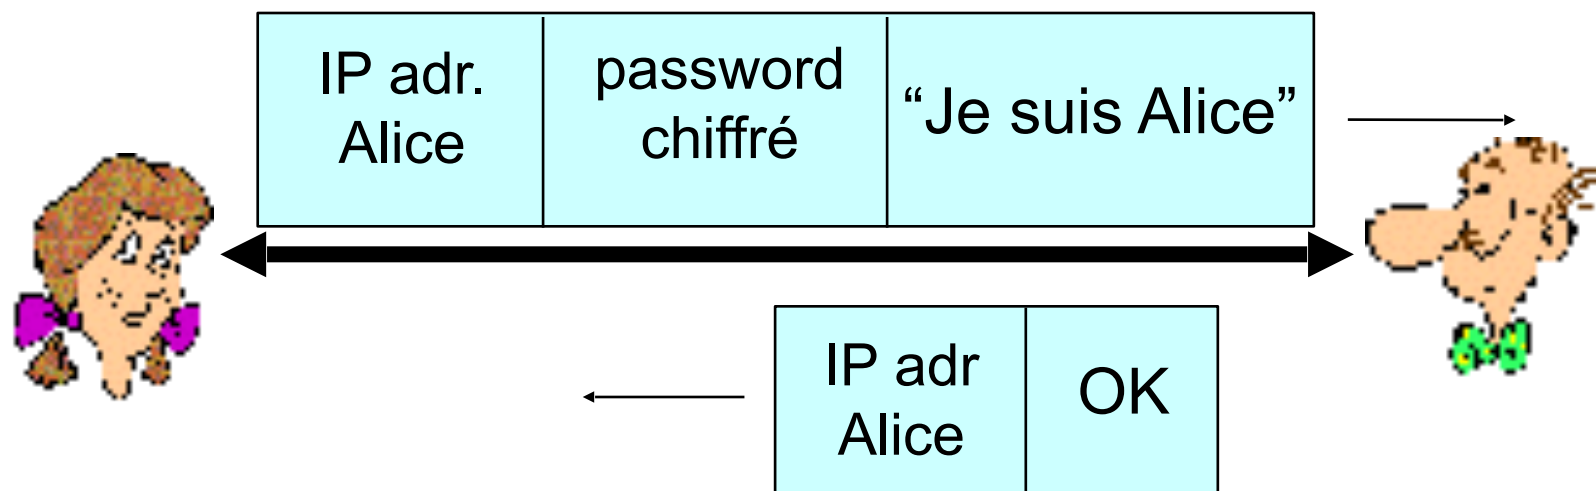 IP adr.
Alice
password
chiffré
“Je suis Alice”
IP adr
Alice
OK